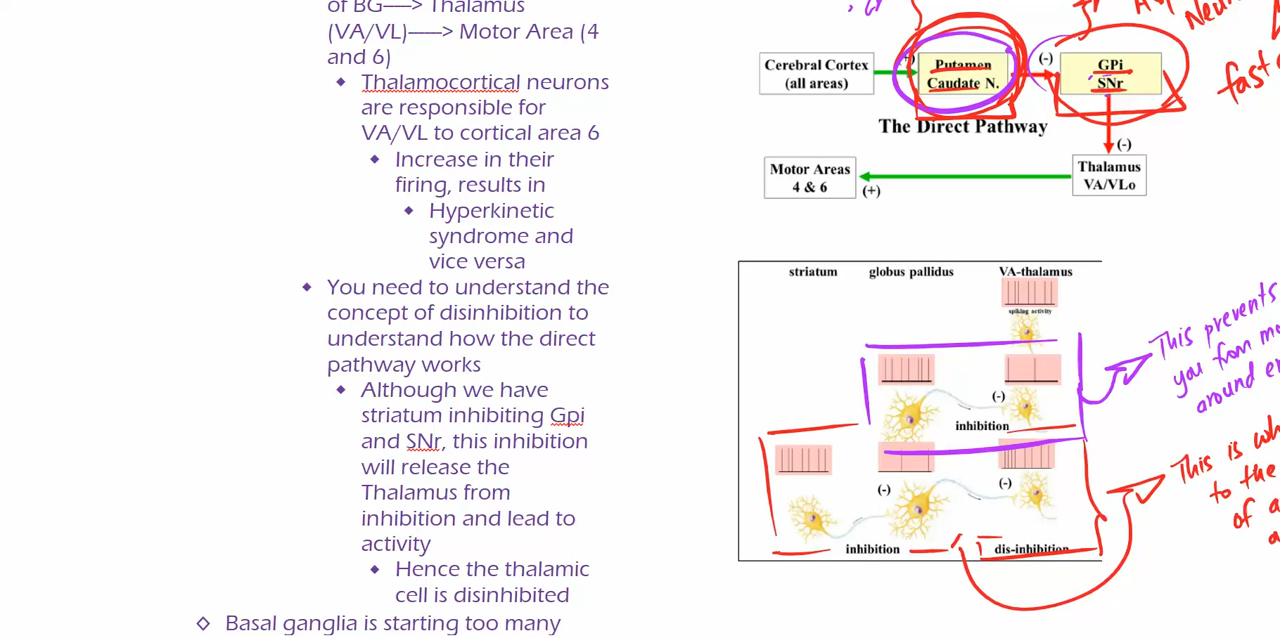 of BG---> Thalamus
(VA/VL)----> Motor Area (4
and 6)
Thalamocortical neurons
are responsible for
VA/VL to cortical area 6
Increase in their
firing, results in
Hyperkinetic
syndrome and
vice versa
You need to understand the
concept of disinhibition to
understand how the direct
pathway works
Although we have
striatum inhibiting Gpi
and SNr, this inhibition
will release the
Thalamus from
inhibition and lead to
activity
Hence the thalamic
cell is disinhibited
Basal ganglia is starting too many
Neu
fast
Cerebral Cortex
(all areas)
(+)
Putamen
Caudate N.
(-)
GPi
SNr
The Direct Pathway
(-)
Motor Areas
4 & 6
(+)
Thalamus
VA/VLo
striatum globus pallidus VA-thalamus
spiking activity
(-)
inhibition
(-) (-)
inhibition dis-inhibition
This prevents
you from mo
around
This is wh
to the
of a
a